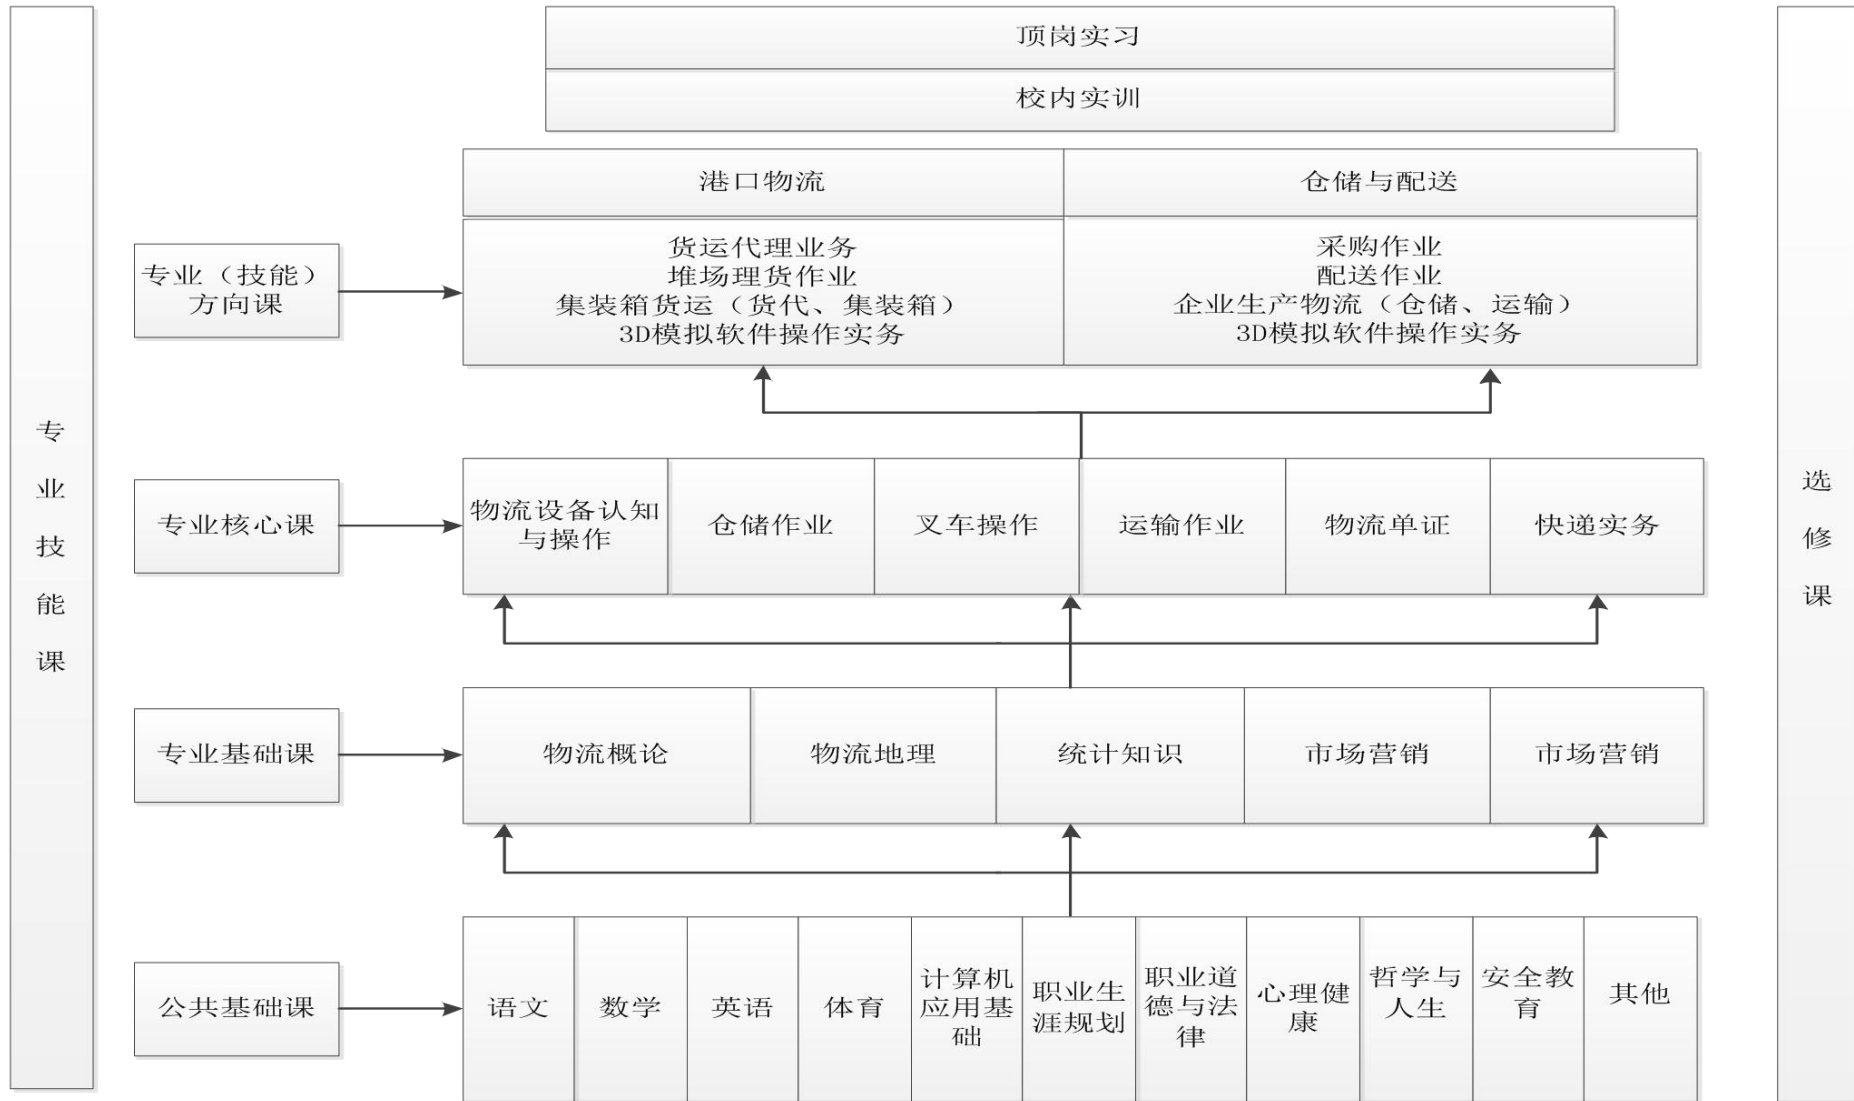 顶岗实习
校内实训
港口物流
仓储与配送
专业（技能）
方向课
货运代理业务
堆场理货作业
集装箱货运（货代、集装箱）
3D模拟软件操作实务
采购作业
配送作业
企业生产物流（仓储、运输）
3D模拟软件操作实务
专业技能课
选修课
专业核心课
物流设备认知
与操作
仓储作业
叉车操作
运输作业
物流单证
快递实务
专业基础课
物流概论
物流地理
统计知识
市场营销
市场营销
公共基础课
语文
数学
英语
体育
计算机
应用基
础
职业生
涯规划
职业道
德与法
律
心理健
康
哲学与
人生
安全教
育
其他